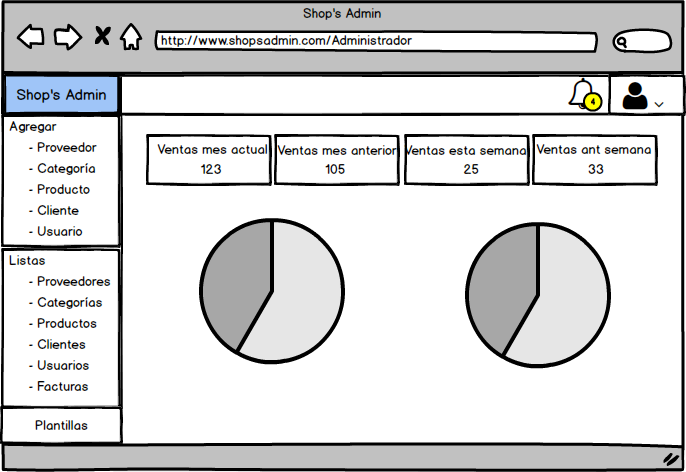 Shop's Admin
http://www.shopsadmin.com/Administrador
Shop's Admin
4
Agregar
- Proveedor
- Categoría
- Producto
- Cliente
- Usuario
Listas
- Proveedores
- Categorías
- Productos
- Clientes
- Usuarios
- Facturas
Plantillas
Ventas mes actual
123
Ventas mes anterior
105
Ventas esta semana
25
Ventas ant semana
33